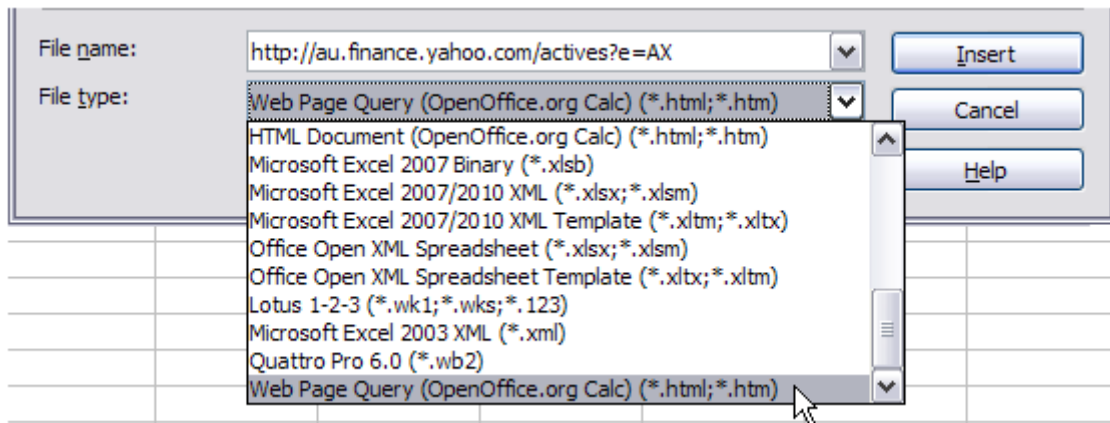 File name:
http://au.finance.yahoo.com/actives?e=AX
Insert
File type:
Web Page Query (OpenOffice.org Calc) (*.html;*.htm)
Cancel
HTML Document (OpenOffice.org Calc) (*.html;*.htm)
Microsoft Excel 2007 Binary (*.xlsb)
Help
Microsoft Excel 2007/2010 XML (*.xlsx;*.xlsm)
Microsoft Excel 2007/2010 XML Template (*.xltm;*.xltx)
Office Open XML Spreadsheet (*.xlsx;*.xlsm)
Office Open XML Spreadsheet Template (*.xltx;*.xltm)
Lotus 1-2-3 (*.wk1;*.wks;*.123)
Microsoft Excel 2003 XML (*.xml)
Quattro Pro 6.0 (*.wb2)
Web Page Query (OpenOffice.org Calc) (*.html;*.htm)